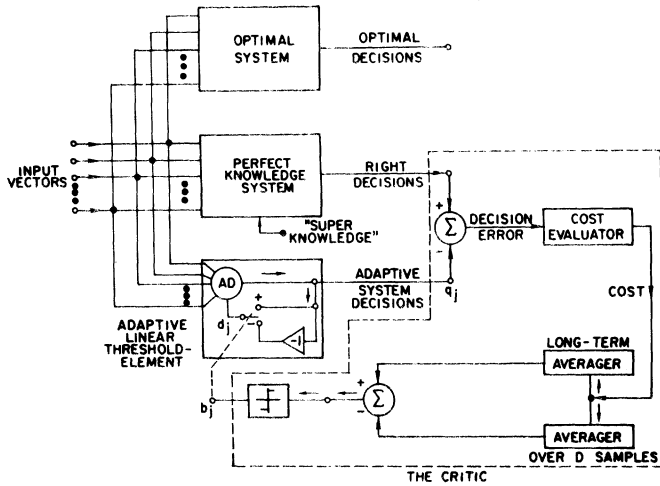 OPTIMAL
SYSTEM
OPTIMAL
DECISIONS
INPUT
VECTORS
PERFECT
KNOWLEDGE
SYSTEM
RIGHT
DECISIONS
"SUPER
KNOWLEDGE"
+
-
Σ
DECISION
ERROR
COST
EVALUATOR
AD
ADAPTIVE
SYSTEM
DECISIONS
qj
COST
dj
+
-
-1
ADAPTIVE
LINEAR
THRESHOLD-
ELEMENT
LONG-TERM
AVERAGER
bj
+
-
Σ
AVERAGER
OVER D SAMPLES
THE CRITIC